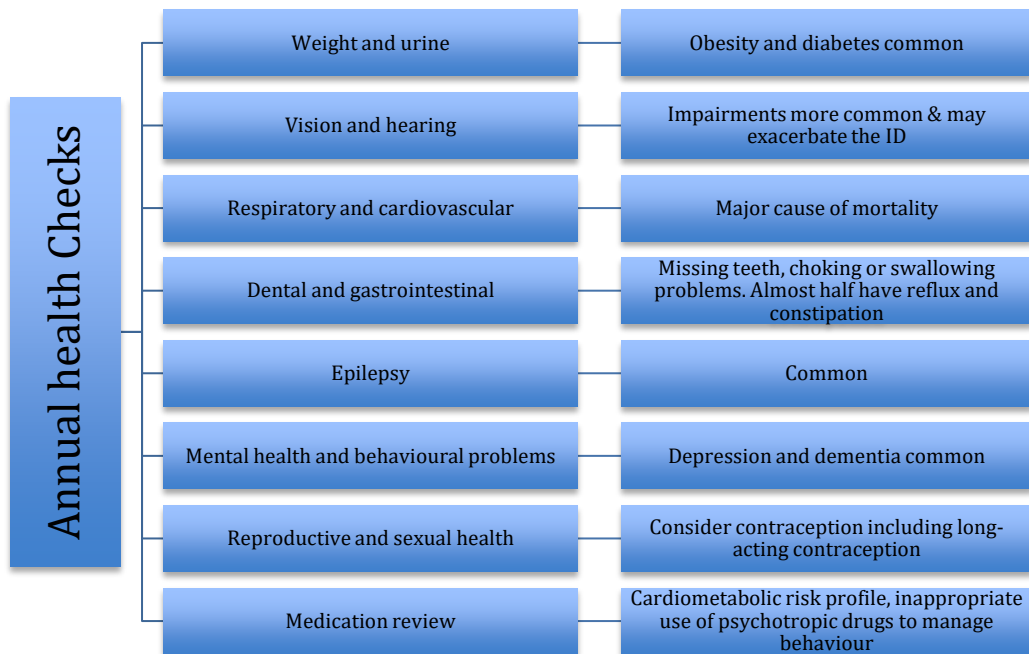 Annual health Checks
Weight and urine
Obesity and diabetes common
Vision and hearing
Impairments more common & may
exacerbate the ID
Respiratory and cardiovascular
Major cause of mortality
Dental and gastrointestinal
Missing teeth, choking or swallowing
problems. Almost half have reflux and
constipation
Epilepsy
Common
Mental health and behavioural problems
Depression and dementia common
Reproductive and sexual health
Consider contraception including long-
acting contraception
Medication review
Cardiometabolic risk profile, inappropriate
use of psychotropic drugs to manage
behaviour